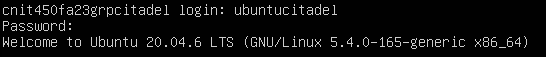 cnit450fa23grpcitadel login: ubuntucitadel
Password:
Welcome to Ubuntu 20.04.6 LTS (GNU/Linux 5.4.0-165-generic x86_64)